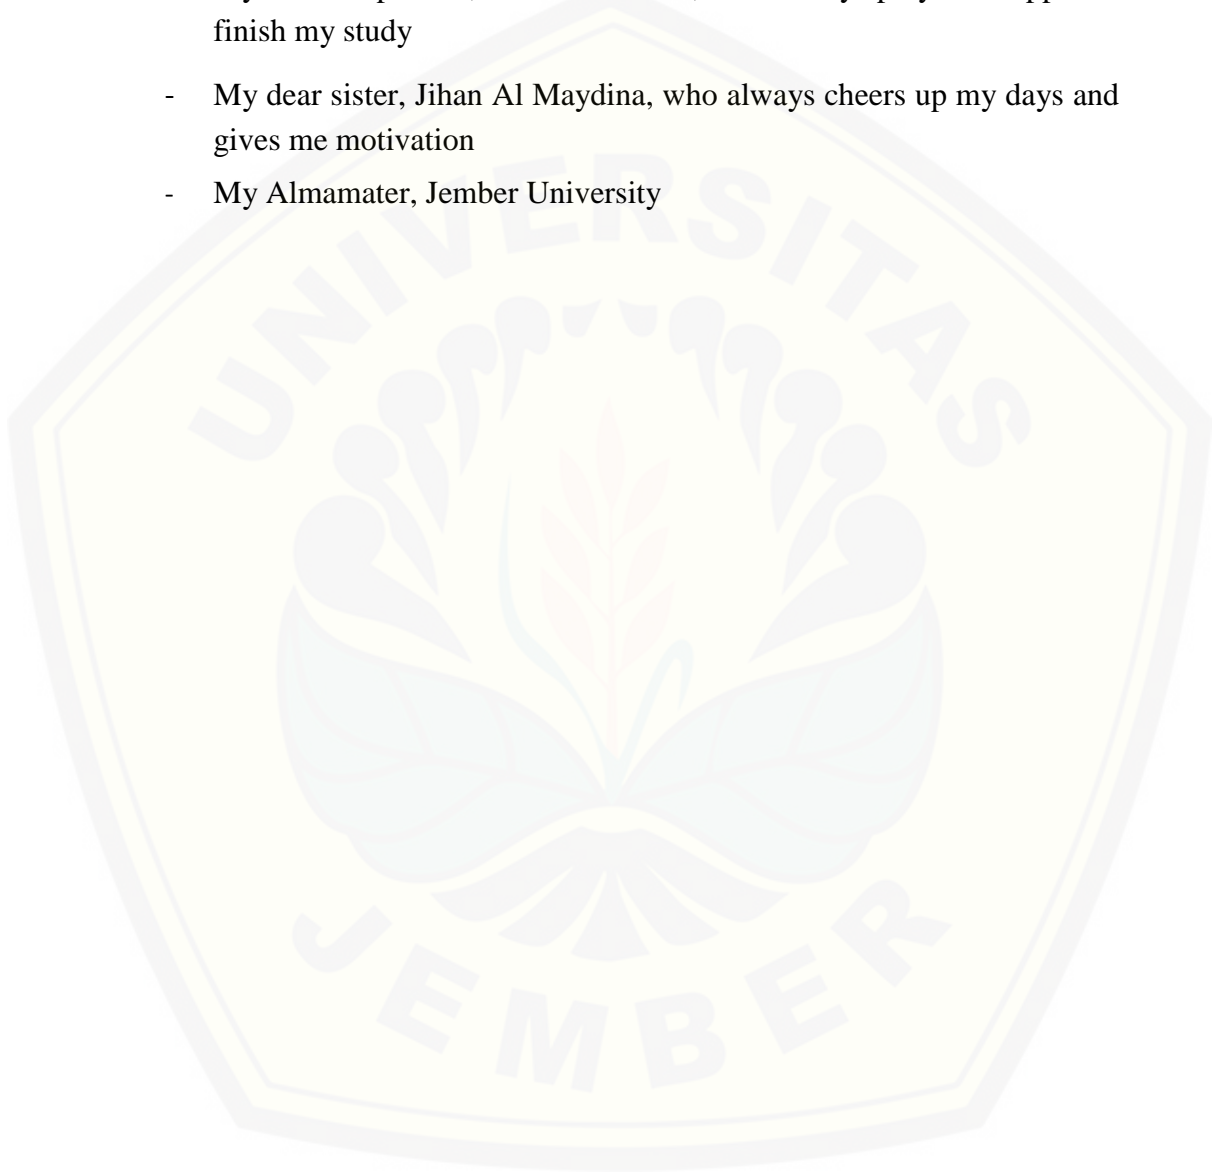 finish my study
- My dear sister, Jihan Al Maydina, who always cheers up my days and
gives me motivation
- My Almamater, Jember University
UNIVERSITAS
JEMBER